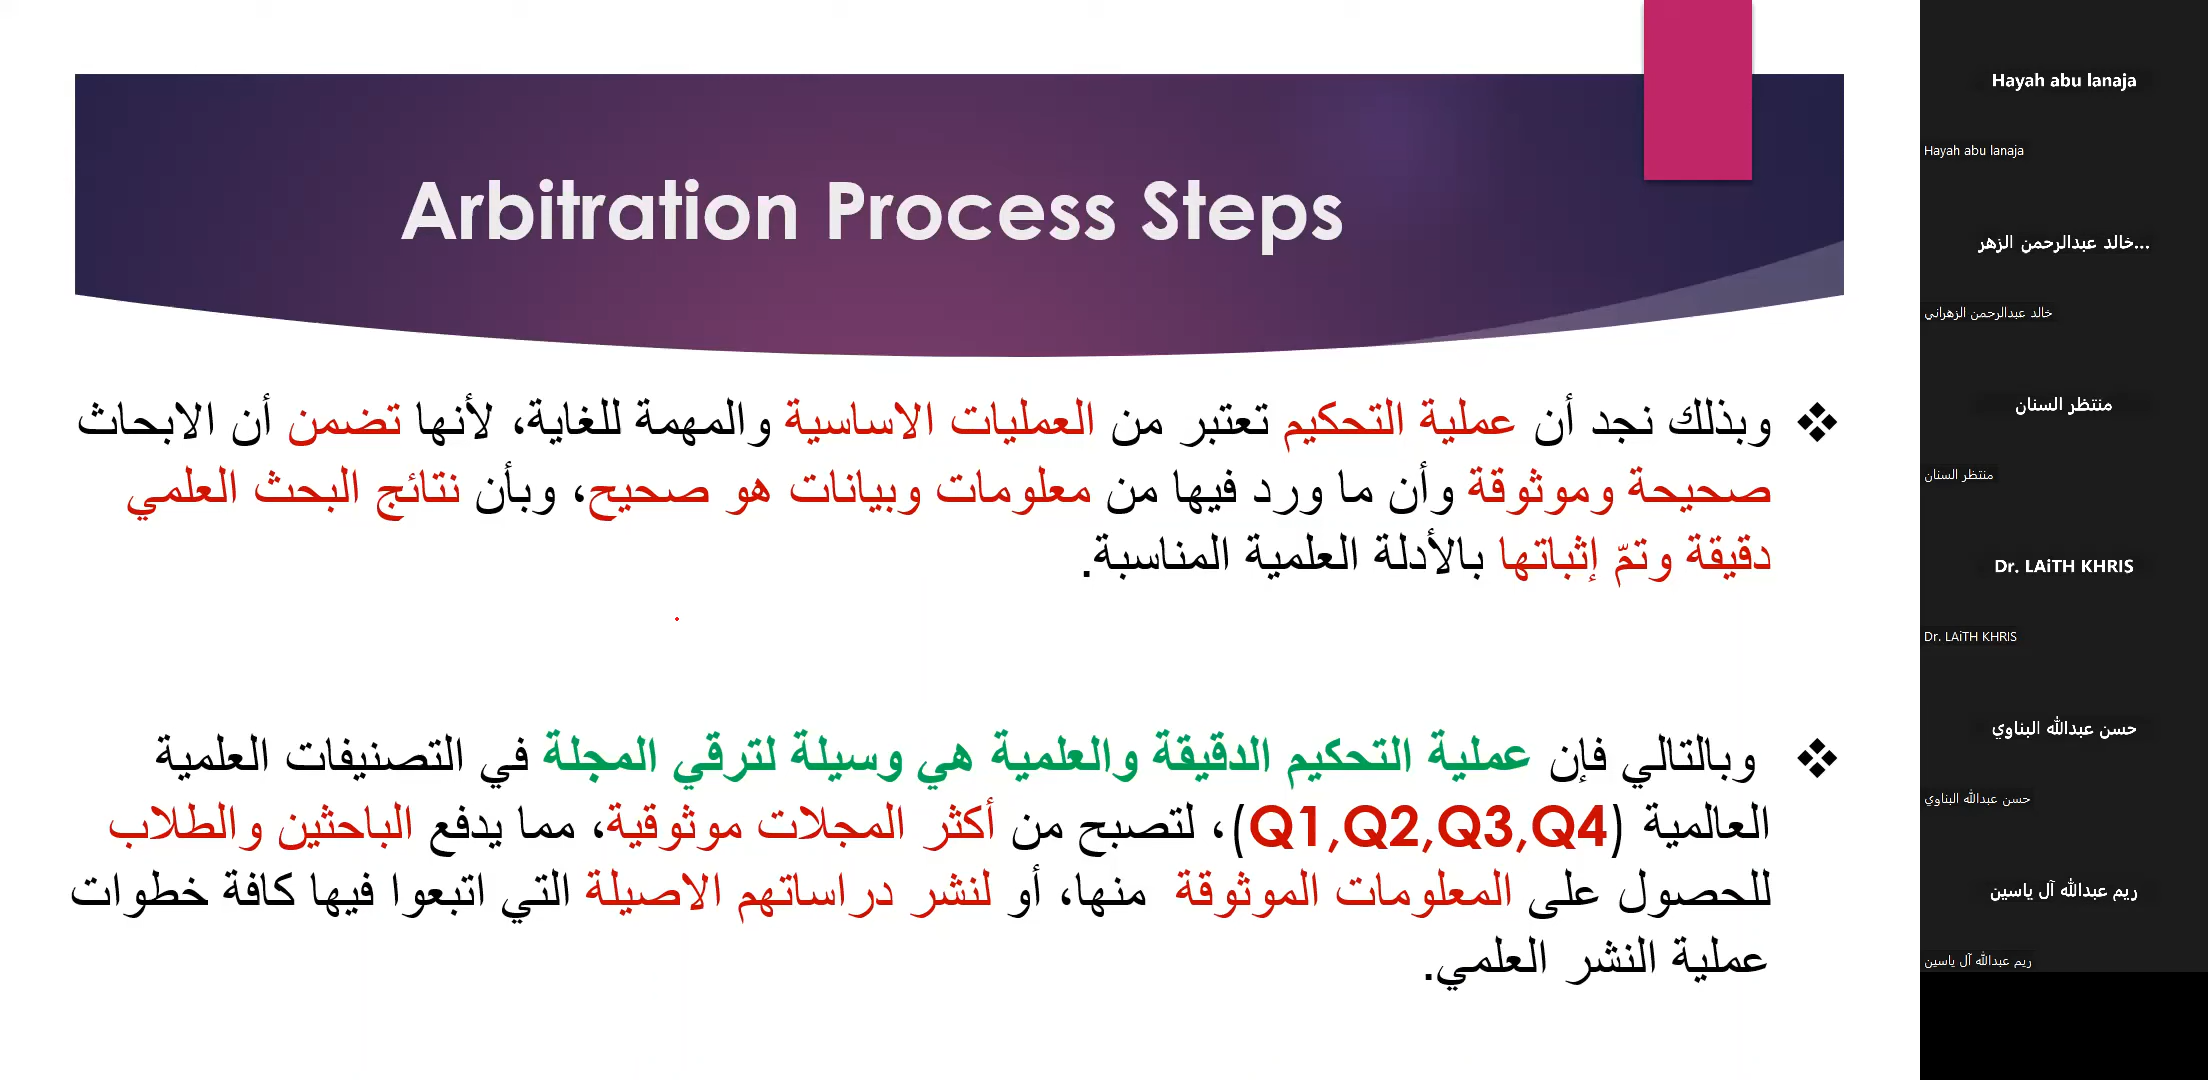 Arbitration Process Steps
❖ وبذلك نجد أن عملية التحكيم تعتبر من العمليات الاساسية والمهمة للغاية، لأنها تضمن أن الابحاث
صحيحة وموثوقة وأن ما ورد فيها من معلومات وبيانات هو صحيح، وبأن نتائج البحث العلمي
دقيقة وتمّ إثباتها بالأدلة العلمية المناسبة.
❖ وبالتالي فإن عملية التحكيم الدقيقة والعلمية هي وسيلة لترقي المجلة في التصنيفات العلمية
العالمية (Q1,Q2,Q3,Q4)، لتصبح من أكثر المجلات موثوقية، مما يدفع الباحثين والطلاب
للحصول على المعلومات الموثوقة منها، أو لنشر دراساتهم الاصيلة التي اتبعوا فيها كافة خطوات
عملية النشر العلمي.
Hayah abu lanaja
Hayah abu lanaja
خالد عبدالرحمن الزهر...
خالد عبدالرحمن الزهراني
منتظر السنان
منتظر السنان
Dr. LAiTH KHRIS
Dr. LAiTH KHRIS
حسن عبدالله البناوي
حسن عبدالله البناوي
ريم عبدالله آل ياسين
ريم عبدالله آل ياسين